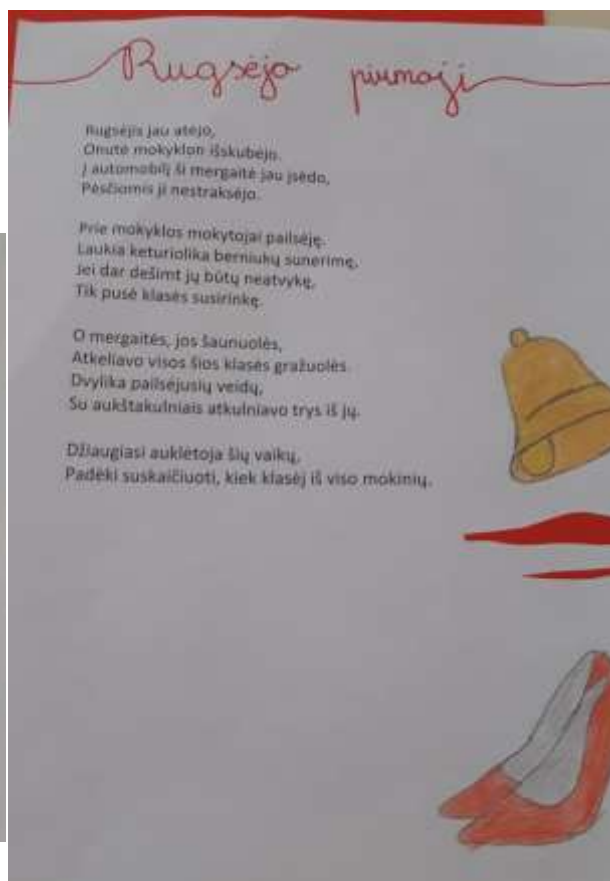 Rugsėjo pirmoji
Rugsėjis jau atėjo,
Onutė mokyklon išskubėjo.
Į automobilį ši mergaitė jau įsėdo,
Pėsčiomis ji nestraksėjo.
Prie mokyklos mokytojai pailsėję.
Laukia keturiolika berniukų sunerimę,
Jei dar dešimt jų būtų neatvykę,
Tik pusė klasės susirinkę.
O mergaitės, jos šaunuolės,
Atkeliavo visos šios klasės gražuolės.
Dvylika pailsėjusių veidų,
Su aukštakulniais atkulniavo trys iš jų.
Džiaugiasi auklėtoja šių vaikų,
Padėki suskaičiuoti, kiek klasėj iš viso mokinių.